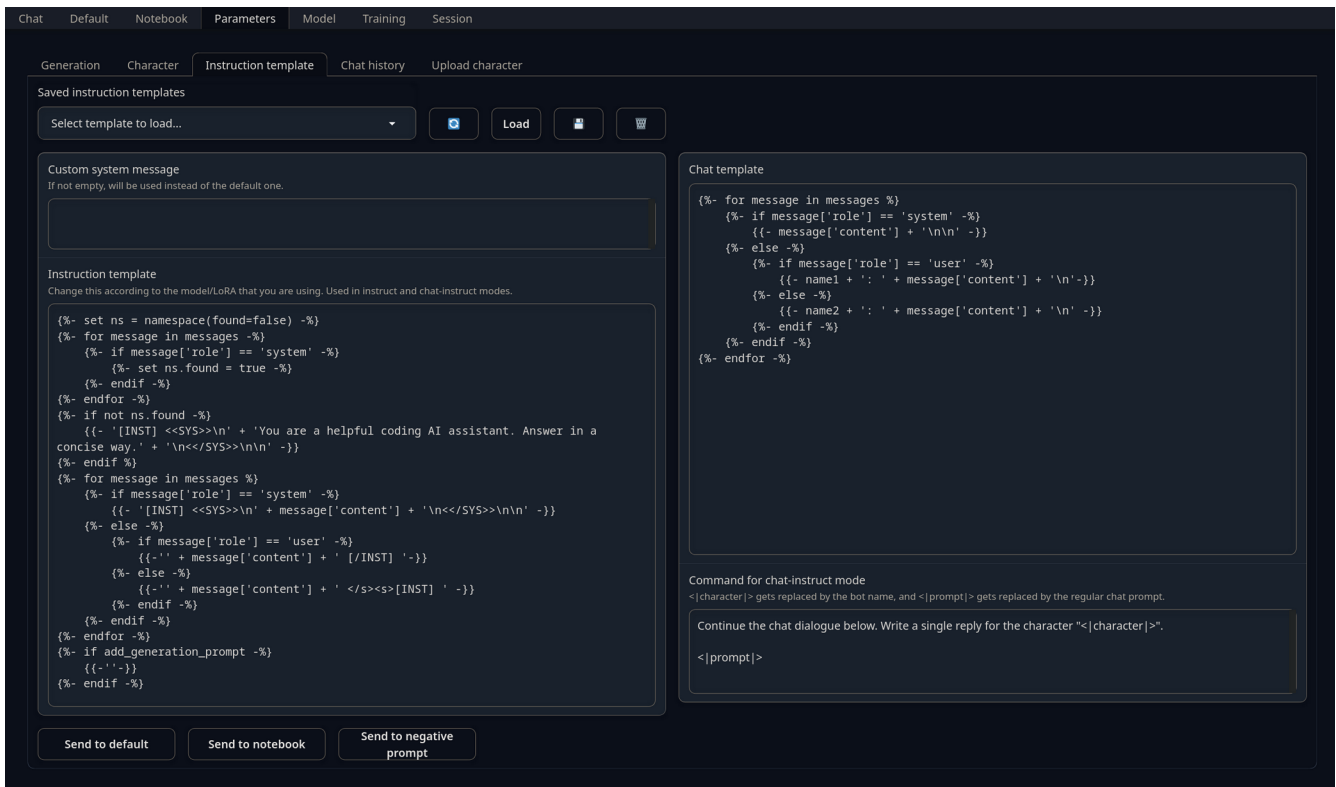 Chat Default Notebook Parameters Model Training Session
Generation Character Instruction template Chat history Upload character
Saved instruction templates
Select template to load...
Load
Custom system message
If not empty, will be used instead of the default one.
Instruction template
Change this according to the model/LoRA that you are using. Used in instruct and chat-instruct modes.
{%- set ns = namespace(found=false) -%}
{%- for message in messages -%}
    {%- if message['role'] == 'system' -%}
        {%- set ns.found = true -%}
    {%- endif -%}
{%- endfor -%}
{%- if not ns.found -%}
    {{- '[INST] <<SYS>>\n' + 'You are a helpful coding AI assistant. Answer in a
concise way.' + '\n<</SYS>>\n\n' -}}
{%- endif %}
{%- for message in messages %}
    {%- if message['role'] == 'system' -%}
        {{- '[INST] <<SYS>>\n' + message['content'] + '\n<</SYS>>\n\n' -}}
    {%- else -%}
        {%- if message['role'] == 'user' -%}
            {{-'' + message['content'] + ' [/INST] '-}}
        {%- else -%}
            {{-'' + message['content'] + ' </s><s>[INST] ' -}}
        {%- endif -%}
    {%- endif -%}
{%- endfor -%}
{%- if add_generation_prompt -%}
    {{-''-}}
{%- endif -%}
Chat template
{%- for message in messages %}
    {%- if message['role'] == 'system' -%}
        {{- message['content'] + '\n\n' -}}
    {%- else -%}
        {%- if message['role'] == 'user' -%}
            {{- name1 + ': ' + message['content'] + '\n'-}}
        {%- else -%}
            {{- name2 + ': ' + message['content'] + '\n' -}}
        {%- endif -%}
    {%- endif -%}
{%- endfor -%}
Command for chat-instruct mode
<|character|> gets replaced by the bot name, and <|prompt|> gets replaced by the regular chat prompt.
Continue the chat dialogue below. Write a single reply for the character "<|character|>".
<|prompt|>
Send to default
Send to notebook
Send to negative
prompt